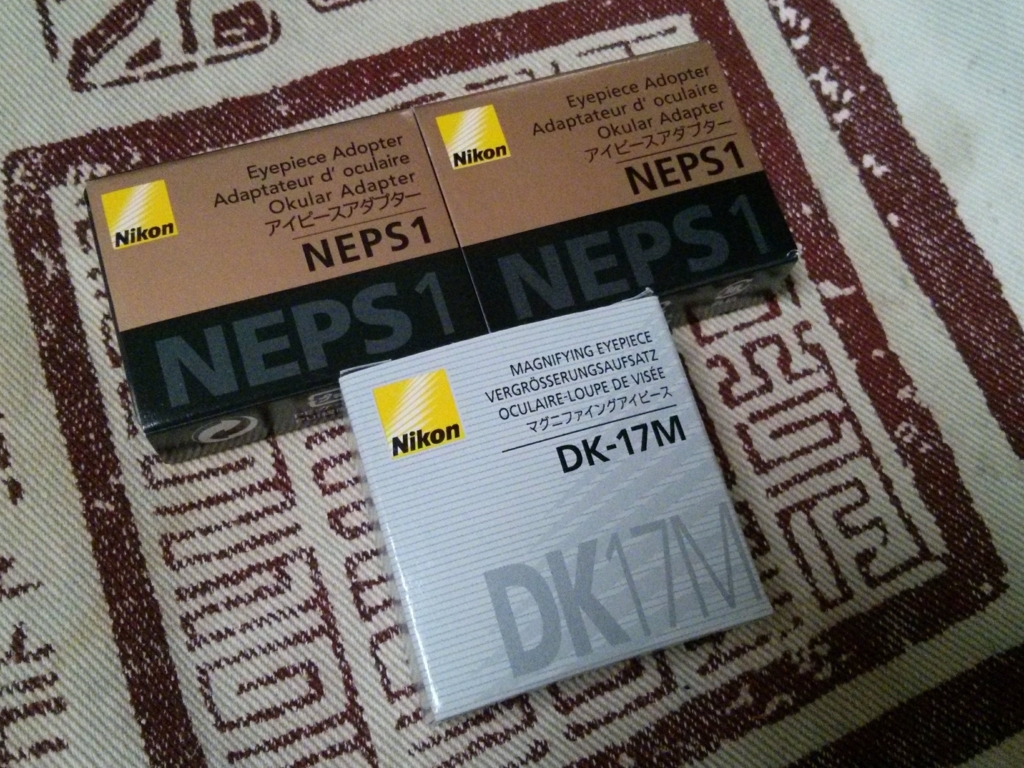 Nikon
Eyepiece Adopter
Adaptateur d' oculaire
Okular Adapter
アイピースアダプター
NEPS1
NEPS1
Nikon
Eyepiece Adopter
Adaptateur d' oculaire
Okular Adapter
アイピースアダプター
NEPS1
NEPS1
Nikon
MAGNIFYING EYEPIECE
VERGRÖSSERUNGSAUFSATZ
OCULAIRE-LOUPE DE VISÉE
マグニファイングアイピース
DK-17M
DK17M